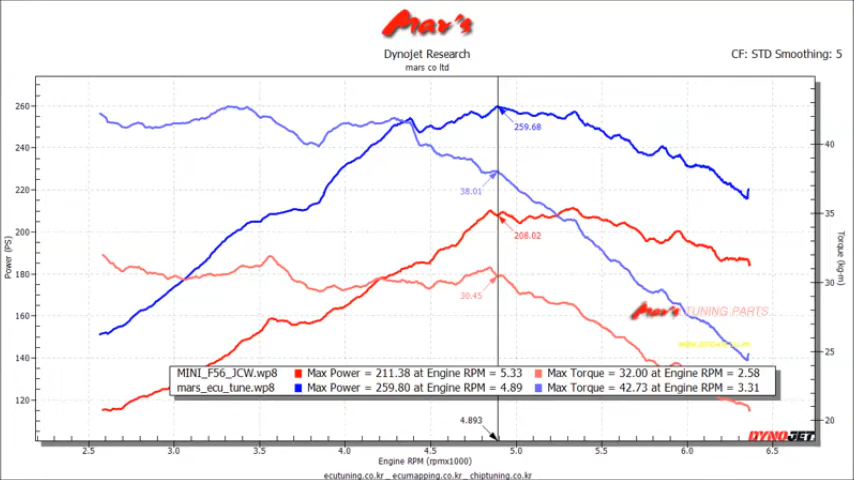 Mar's
Dynojet Research
mars co ltd
CF: STD Smoothing: 5
260
240
220
200
180
160
140
120
Power (PS)
40
35
30
25
20
Torque (kg-m)
259.68
38.01
208.02
30.45
Mar's TUNING PARTS
MINI_F56_JCW.wp8 Max Power = 211.38 at Engine RPM = 5.33 Max Torque = 32.00 at Engine RPM = 2.58
mars_ecu_tune.wp8 Max Power = 259.80 at Engine RPM = 4.89 Max Torque = 42.73 at Engine RPM = 3.31
4.893
DYNOJET
2.5 3.0 3.5 4.0 4.5 5.0 5.5 6.0 6.5
Engine RPM (rpmx1000)
ecutuning.co.kr _ ecumapping.co.kr _ chiptuning.co.kr